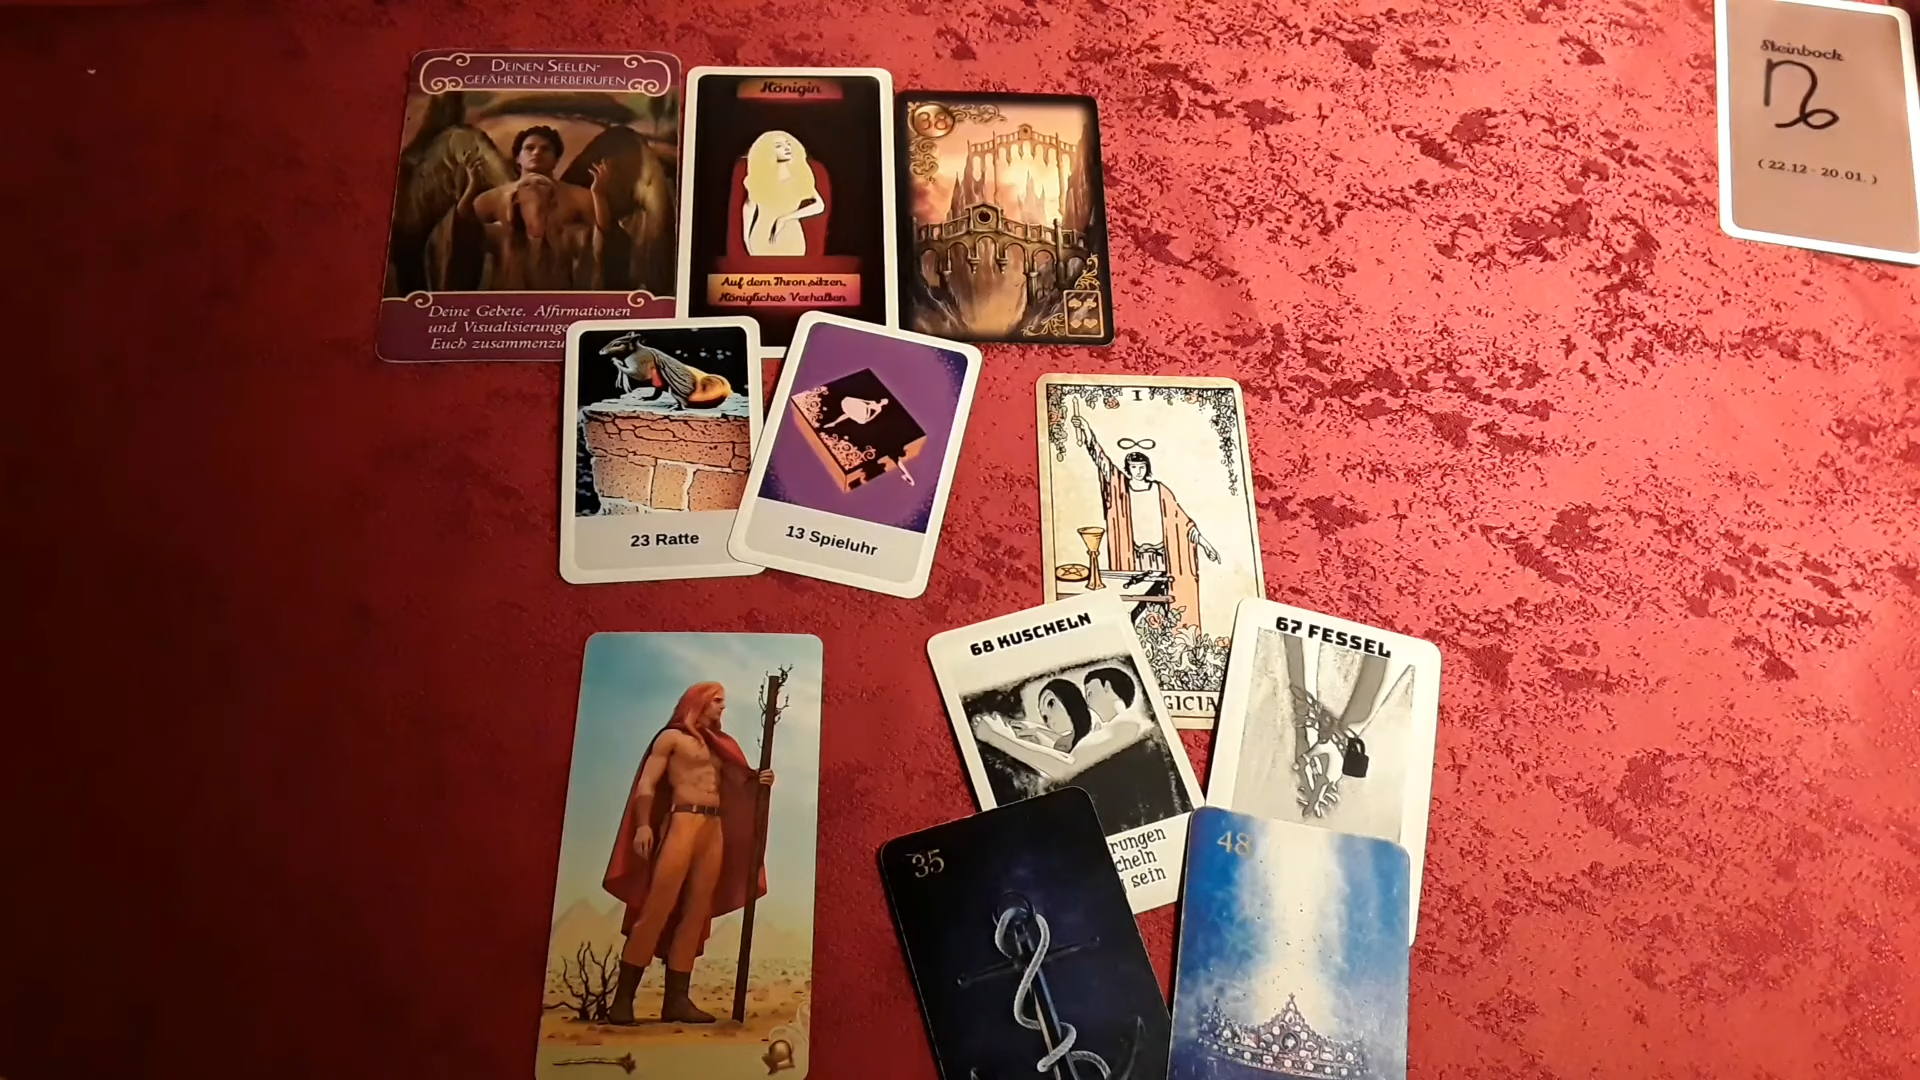 DEINEN SEELEN-
GEFÄHRTEN HERBEIRUFEN
Deine Gebete, Affirmationen
und Visualisierunge
Euch zusammenzu
Königin
Auf dem Thron sitzen,
Königliches Verhalten
38
Steinbock
( 22.12 - 20.01. )
23 Ratte
13 Spieluhr
I
GICIA
68 KUSCHELN
rungen
cheln
sein
67 FESSEL
35
48